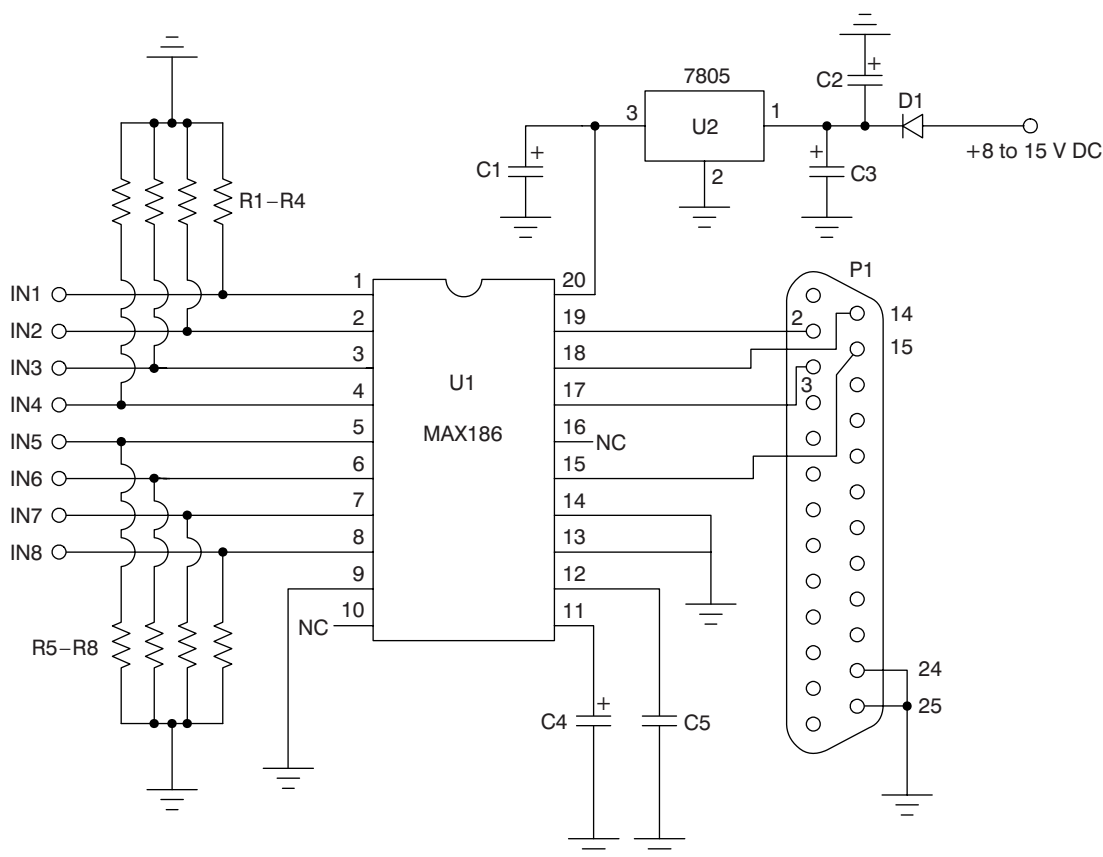 7805
C2
+
D1
3
U2
1
+8 to 15 V DC
C1
+
2
+
C3
R1–R4
P1
IN1
1
20
14
IN2
2
19
2
15
IN3
3
18
IN4
4
U1
17
3
IN5
5
MAX186
16
NC
IN6
6
15
IN7
7
14
IN8
8
13
9
12
10
11
NC
R5–R8
24
25
C4
+
C5